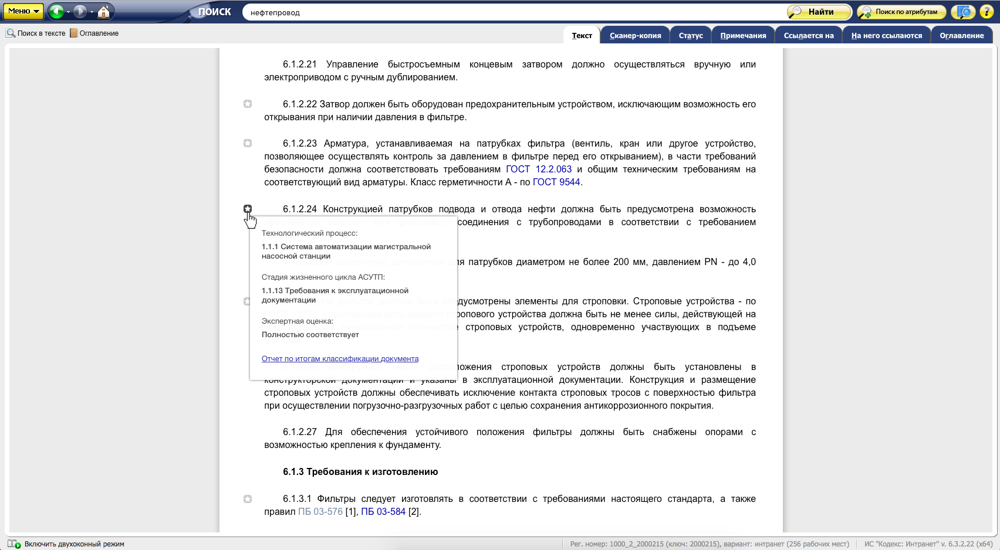 Меню
ПОИСК
нефтепровод
Найти
Поиск по атрибутам
?
Поиск в тексте
Оглавление
Текст
Сканер-копия
Статус
Примечания
Ссылается на
На него ссылаются
Оглавление
6.1.2.21 Управление быстросъемным концевым затвором должно осуществляться вручную или
электроприводом с ручным дублированием.
6.1.2.22 Затвор должен быть оборудован предохранительным устройством, исключающим возможность его
открывания при наличии давления в фильтре.
6.1.2.23 Арматура, устанавливаемая на патрубках фильтра (вентиль, кран или другое устройство,
позволяющее осуществлять контроль за давлением в фильтре перед его открыванием), в части требований
безопасности должна соответствовать требованиям ГОСТ 12.2.063 и общим техническим требованиям на
соответствующий вид арматуры. Класс герметичности А - по ГОСТ 9544.
6.1.2.24 Конструкцией патрубков подвода и отвода нефти должна быть предусмотрена возможность
соединения с трубопроводами в соответствии с требованием
патрубков диаметром не более 200 мм, давлением PN - до 4,0
дусмотрены элементы для строповки. Строповые устройства - по
тропового устройства должна быть не менее силы, действующей на
строповых устройств, одновременно участвующих в подъеме
ложения строповых устройств должны быть установлены в
конструкторской документации и указаны в эксплуатационной документации. Конструкция и размещение
строповых устройств должны обеспечивать исключение контакта строповых тросов с поверхностью фильтра
при осуществлении погрузочно-разгрузочных работ с целью сохранения антикоррозионного покрытия.
Технологический процесс:
1.1.1 Система автоматизации магистральной
насосной станции
Стадия жизненного цикла АСУТП:
1.1.13 Требования к эксплуатационной
документации
Экспертная оценка:
Полностью соответствует
Отчет по итогам классификации документа
6.1.2.27 Для обеспечения устойчивого положения фильтры должны быть снабжены опорами с
возможностью крепления к фундаменту.
6.1.3 Требования к изготовлению
6.1.3.1 Фильтры следует изготовлять в соответствии с требованиями настоящего стандарта, а также
правил ПБ 03-576 [1], ПБ 03-584 [2].
Включить двухоконный режим
Рег. номер: 1000_2_2000215 (ключ: 2000215), вариант: интранет (256 рабочих мест)
ИС "Кодекс: Интранет" v. 6.3.2.22 (x64)